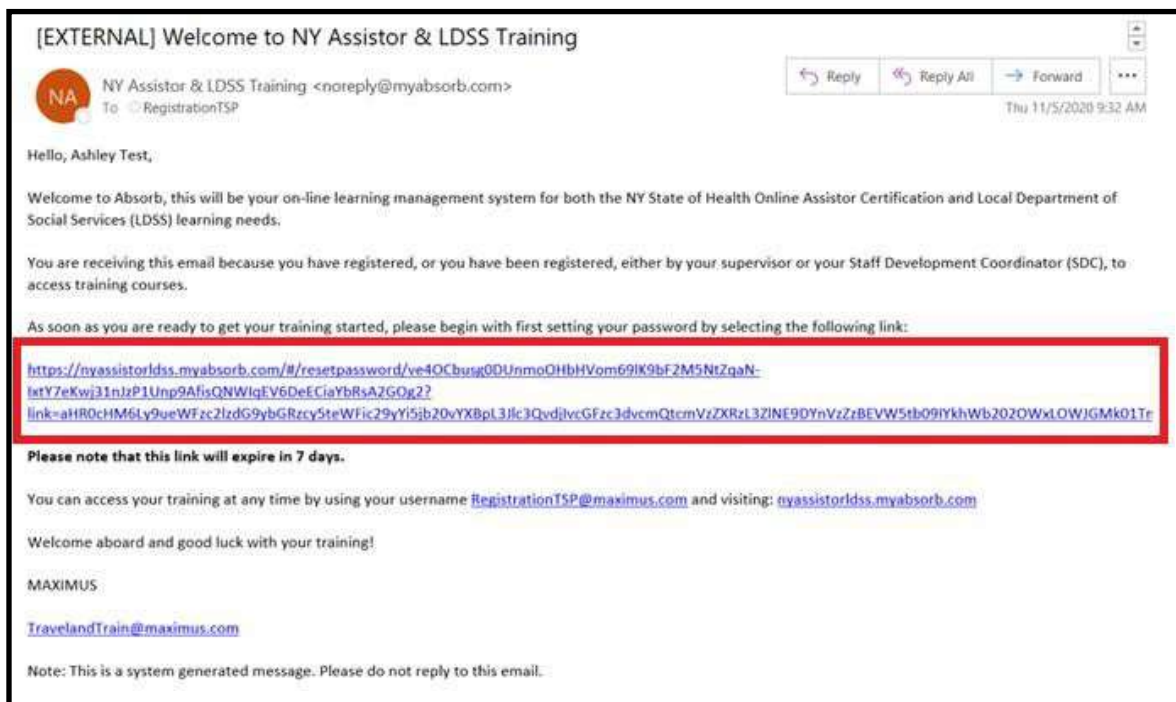 [EXTERNAL] Welcome to NY Assistor & LDSS Training
NA
NY Assistor & LDSS Training <noreply@myabsorb.com>
To RegistrationTSP
Reply
Reply All
Forward
Thu 11/5/2020 9:32 AM
Hello, Ashley Test,
Welcome to Absorb, this will be your on-line learning management system for both the NY State of Health Online Assistor Certification and Local Department of
Social Services (LDSS) learning needs.
You are receiving this email because you have registered, or you have been registered, either by your supervisor or your Staff Development Coordinator (SDC), to
access training courses.
As soon as you are ready to get your training started, please begin with first setting your password by selecting the following link:
Please note that this link will expire in 7 days.
You can access your training at any time by using your username RegistrationTSP@maximus.com and visiting: nyassistorldss.myabsorb.com
Welcome aboard and good luck with your training!
MAXIMUS
TravelandTrain@maximus.com
Note: This is a system generated message. Please do not reply to this email.